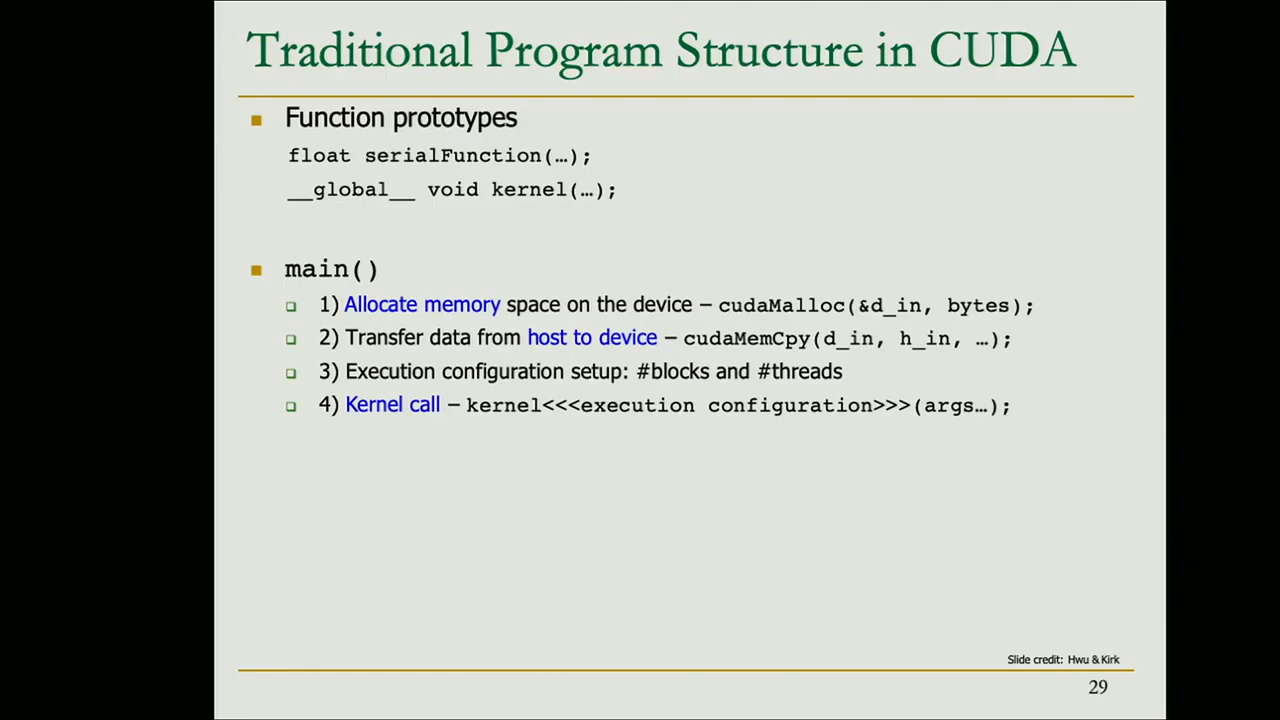 Traditional Program Structure in CUDA
Function prototypes
float serialFunction(…);
__global__ void kernel(…);
main()
1) Allocate memory space on the device – cudaMalloc(&d_in, bytes);
2) Transfer data from host to device – cudaMemCpy(d_in, h_in, …);
3) Execution configuration setup: #blocks and #threads
4) Kernel call – kernel<<<execution configuration>>>(args…);
Slide credit: Hwu & Kirk
29